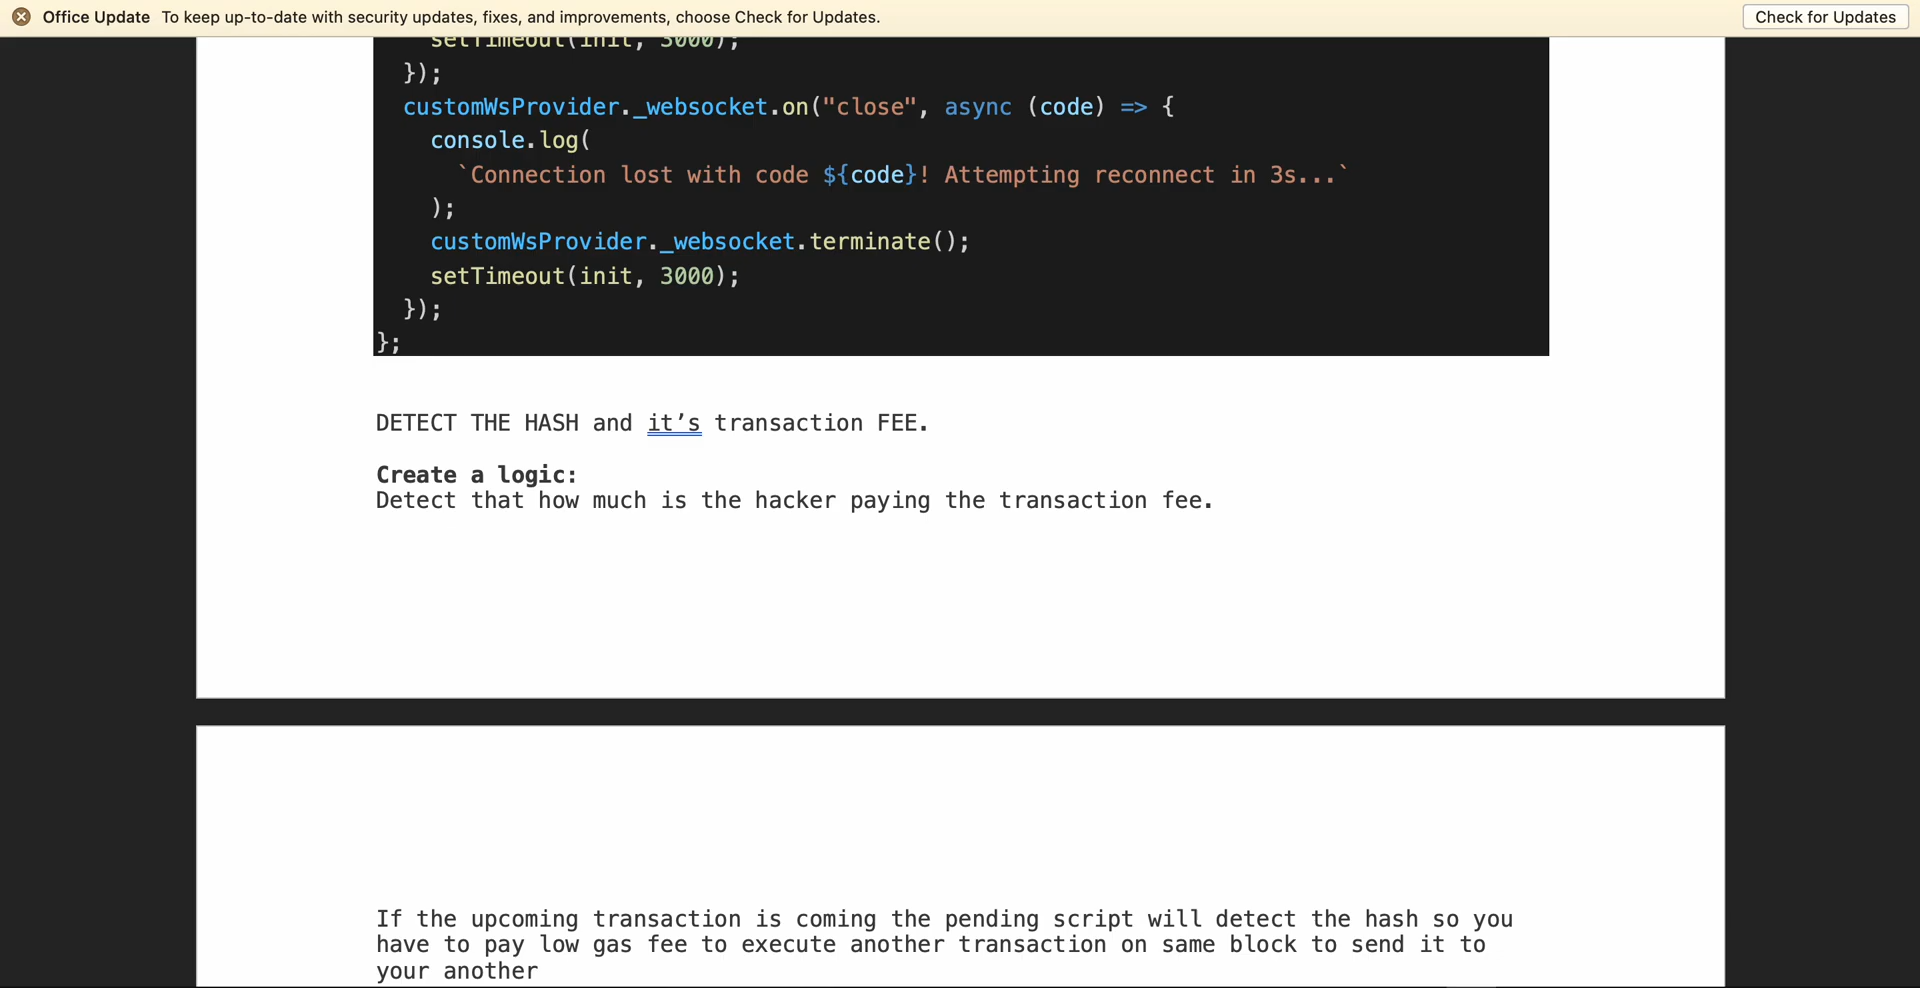 Office Update To keep up-to-date with security updates, fixes, and improvements, choose Check for Updates.
Check for Updates
setTimeout(init, 3000);
});
customWsProvider._websocket.on("close", async (code) => {
console.log(
`Connection lost with code ${code}! Attempting reconnect in 3s...`
);
customWsProvider._websocket.terminate();
setTimeout(init, 3000);
});
};
DETECT THE HASH and it’s transaction FEE.
Create a logic:
Detect that how much is the hacker paying the transaction fee.
If the upcoming transaction is coming the pending script will detect the hash so you
have to pay low gas fee to execute another transaction on same block to send it to
your another